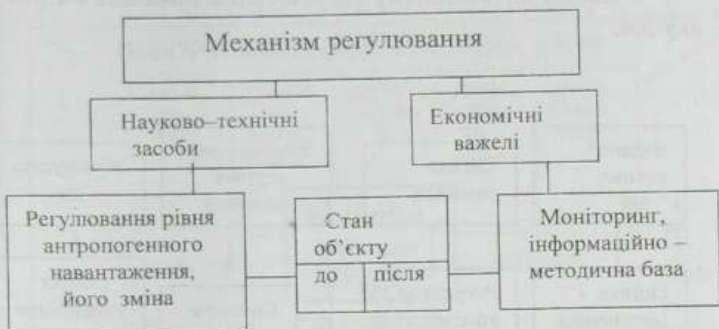 Механізм регулювання
Науково–технічні
засоби
Економічні
важелі
Регулювання рівня
антропогенного
навантаження,
його зміна
Стан
об'єкту
до після
Моніторинг,
інформаційно –
методична база